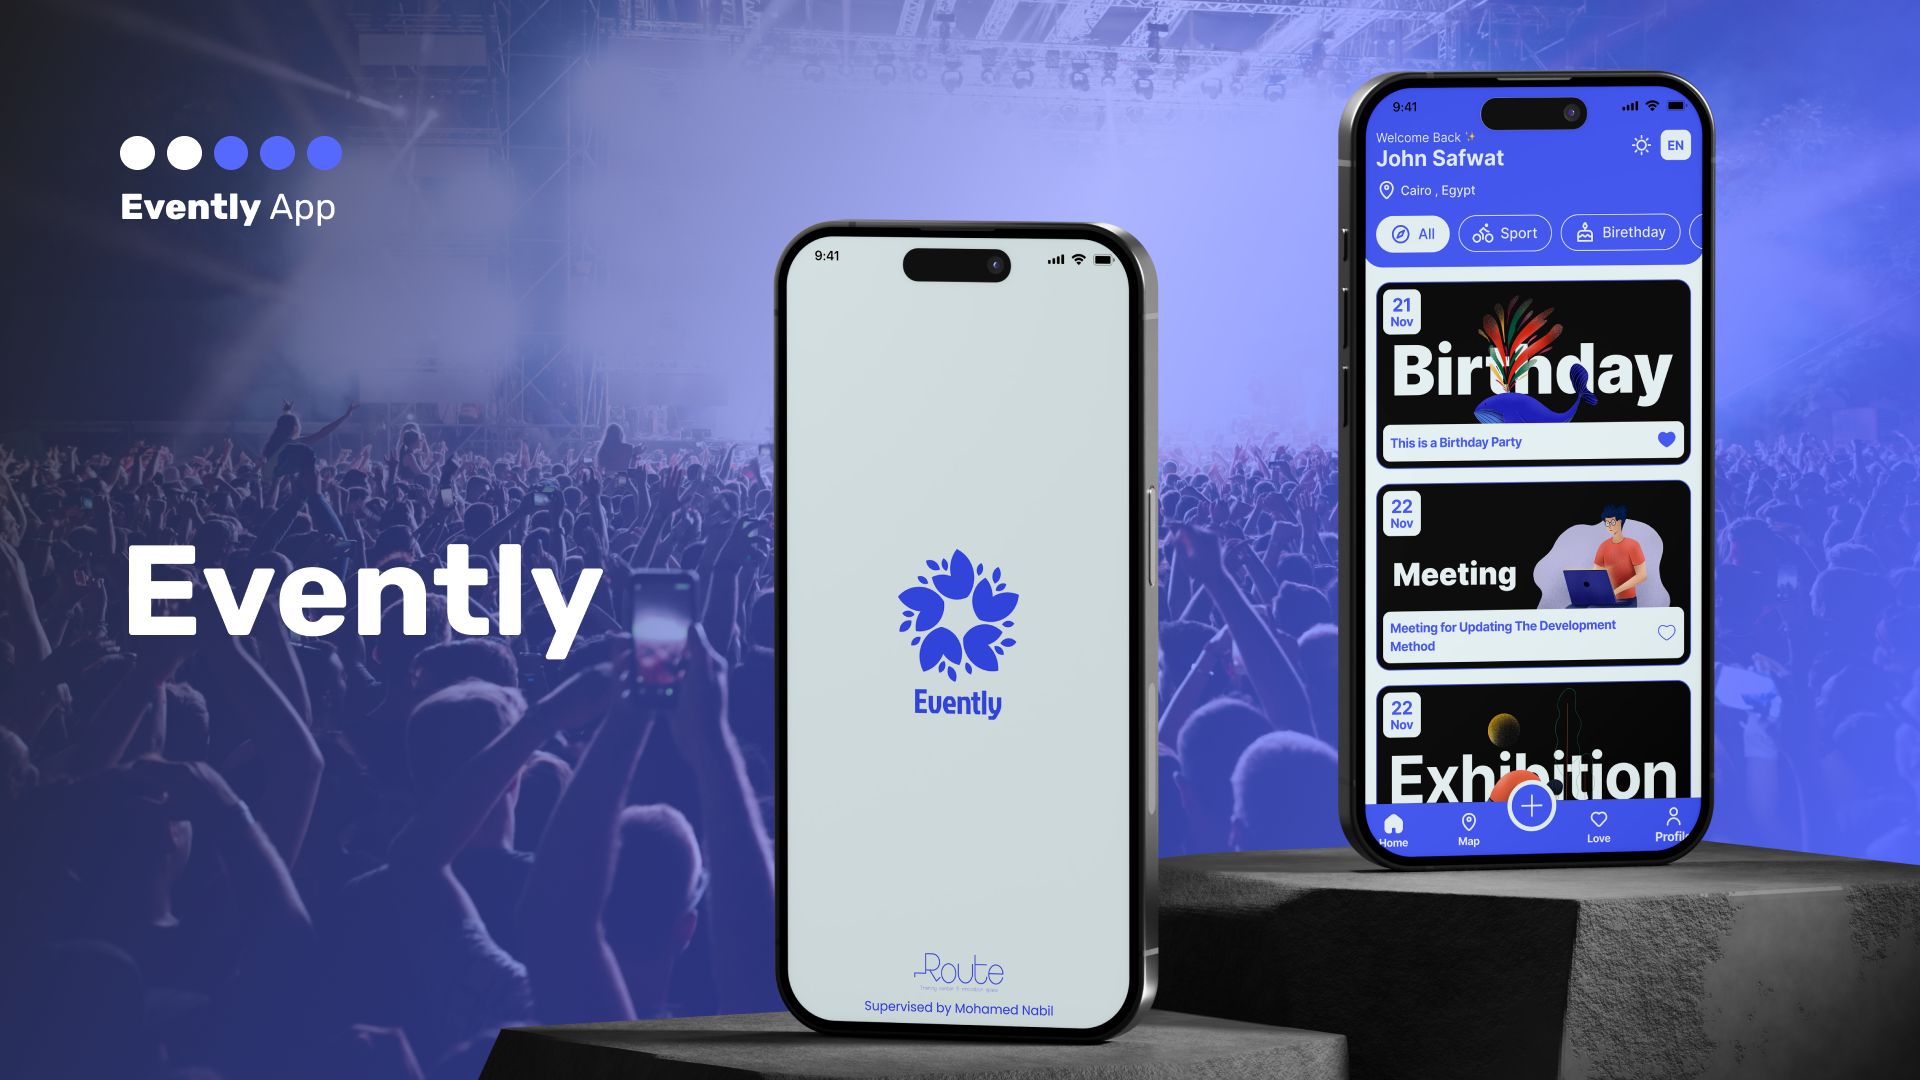 Evently App
Evently
9:41
Evently
Route
Supervised by Mohamed Nabil
9:41
Welcome Back
John Safwat
EN
Cairo , Egypt
All
Sport
Birethday
21
Nov
Birthday
This is a Birthday Party
22
Nov
Meeting
Meeting for Updating The Development
Method
22
Nov
Exhibition
Home
Map
Love
Profile